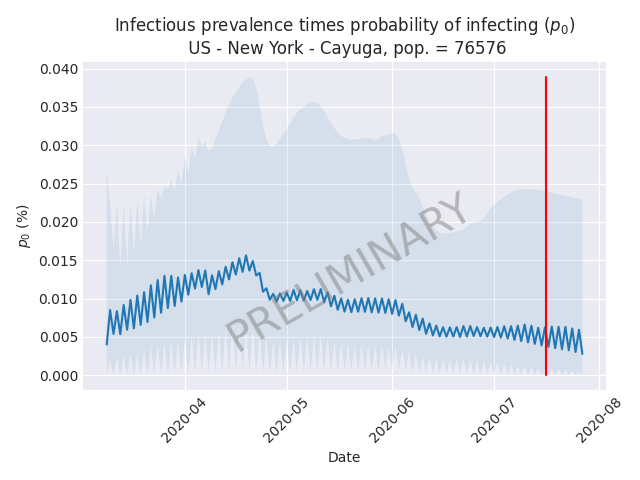 Infectious prevalence times probability of infecting (p₀)
US - New York - Cayuga, pop. = 76576
0.040
0.035
0.030
0.025
0.020
0.015
0.010
0.005
0.000
p₀ (%)
PRELIMINARY
2020-04
2020-05
2020-06
2020-07
2020-08
Date